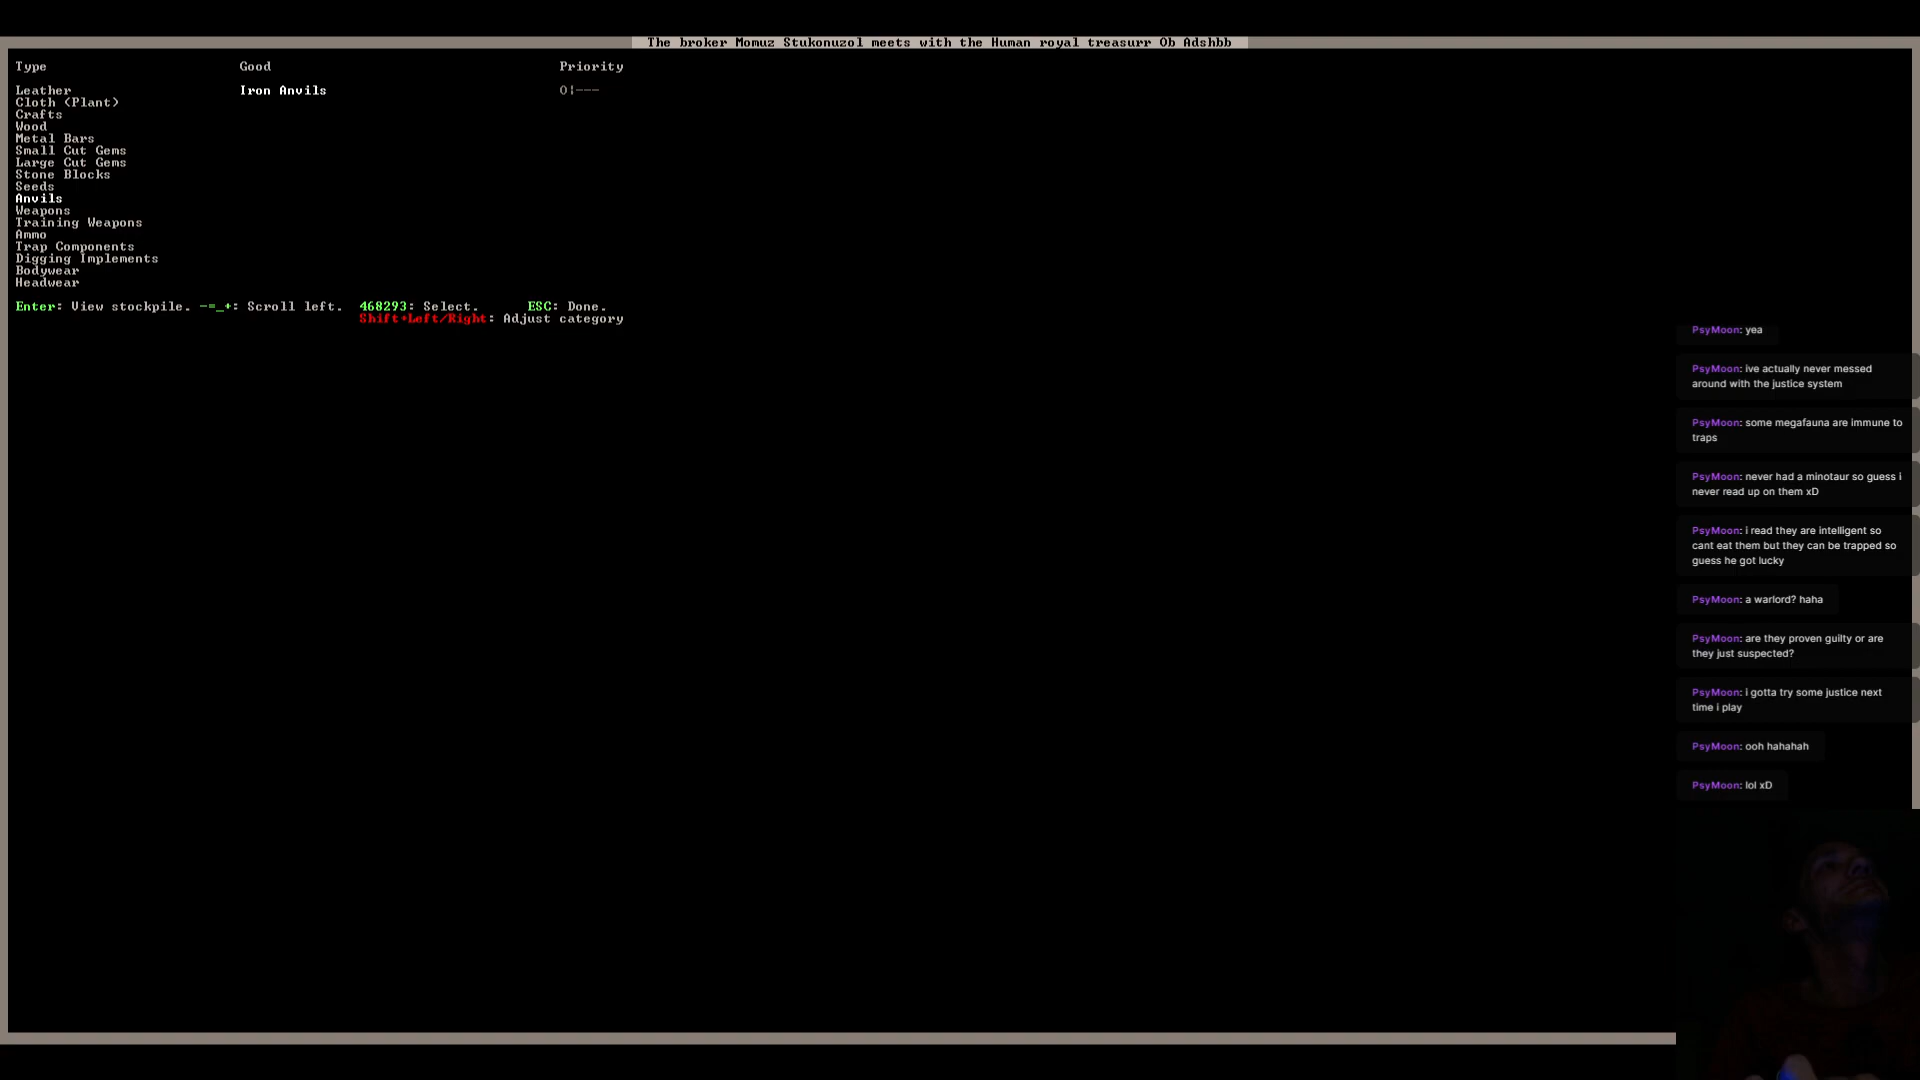 The broker Momuz Stukonuzol meets with the Human royal treasurr Ob Adshbb
Type Good Priority
Leather Iron Anvils O|---
Cloth (Plant)
Crafts
Wood
Metal Bars
Small Cut Gems
Large Cut Gems
Stone Blocks
Seeds
Anvils
Weapons
Training Weapons
Ammo
Trap Components
Digging Implements
Bodywear
Headwear
Enter: View stockpile. -=_+: Scroll left. 468293: Select. ESC: Done.
Shift+Left/Right: Adjust category
PsyMoon: yea
PsyMoon: ive actually never messed
around with the justice system
PsyMoon: some megafauna are immune to
traps
PsyMoon: never had a minotaur so guess i
never read up on them xD
PsyMoon: i read they are intelligent so
cant eat them but they can be trapped so
guess he got lucky
PsyMoon: a warlord? haha
PsyMoon: are they proven guilty or are
they just suspected?
PsyMoon: i gotta try some justice next
time i play
PsyMoon: ooh hahahah
PsyMoon: lol xD